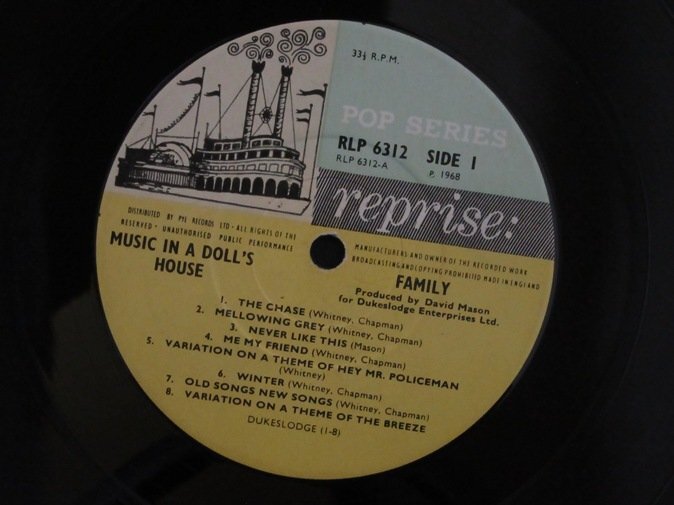 33⅓ R.P.M.
POP SERIES
RLP 6312 SIDE 1
RLP 6312-A P. 1968
reprise:
DISTRIBUTED BY PYE RECORDS LTD · ALL RIGHTS OF THE
RESERVED · UNAUTHORISED PUBLIC PERFORMANCE
MANUFACTURERS AND OWNER OF THE RECORDED WORK
BROADCASTING AND COPYING PROHIBITED MADE IN ENGLAND
MUSIC IN A DOLL'S
HOUSE
FAMILY
Produced by David Mason
for Dukeslodge Enterprises Ltd.
1. THE CHASE (Whitney, Chapman)
2. MELLOWING GREY (Whitney, Chapman)
3. NEVER LIKE THIS (Mason)
4. ME MY FRIEND (Whitney, Chapman)
5. VARIATION ON A THEME OF HEY MR. POLICEMAN
(Whitney)
6. WINTER (Whitney, Chapman)
7. OLD SONGS NEW SONGS (Whitney, Chapman)
8. VARIATION ON A THEME OF THE BREEZE
DUKESLODGE (1-8)